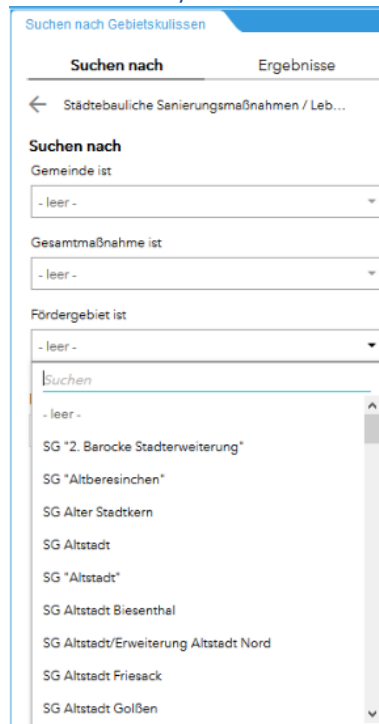 Suchen nach Gebietskulissen
Suchen nach Ergebnisse
Städtebauliche Sanierungsmaßnahmen / Leb...
Suchen nach
Gemeinde ist
- leer -
Gesamtmaßnahme ist
- leer -
Fördergebiet ist
- leer -
Suchen
- leer -
SG "2. Barocke Stadterweiterung"
SG "Altberesinchen"
SG Alter Stadtkern
SG Altstadt
SG "Altstadt"
SG Altstadt Biesenthal
SG Altstadt/Erweiterung Altstadt Nord
SG Altstadt Friesack
SG Altstadt Golßen